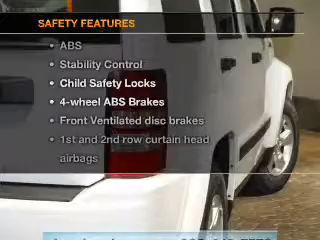 SAFETY FEATURES
• ABS
• Stability Control
• Child Safety Locks
• 4-wheel ABS Brakes
• Front Ventilated disc brakes
• 1st and 2nd row curtain head
airbags